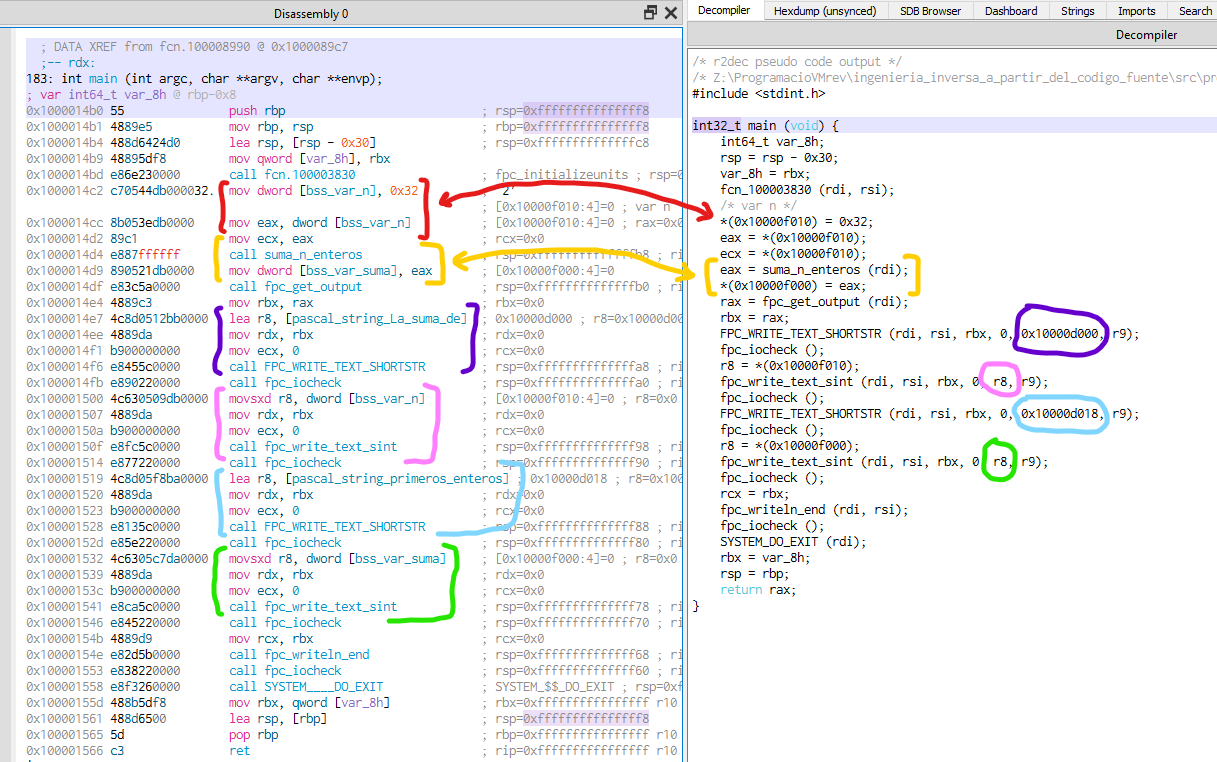 Disassembly 0
; DATA XREF from fcn.100008990 @ 0x1000089c7
;-- rdx:
183: int main (int argc, char **argv, char **envp);
; var int64_t var_8h @ rbp-0x8
0x1000014b0 55 push rbp ; rsp=0xfffffffffffffff8
0x1000014b1 4889e5 mov rbp, rsp ; rbp=0xfffffffffffffff8
0x1000014b4 488d6424d0 lea rsp, [rsp - 0x30] ; rsp=0xffffffffffffffc8
0x1000014b9 48895df8 mov qword [var_8h], rbx
0x1000014bd e86e230000 call fcn.100003830 ; fpc_initializeunits ; rsp=0
0x1000014c2 c70544db000032. mov dword [bss_var_n], 0x32 ; '2'
; [0x10000f010:4]=0 ; var n
0x1000014cc 8b053edb0000 mov eax, dword [bss_var_n] ; [0x10000f010:4]=0 ; rax=0x0
0x1000014d2 89c1 mov ecx, eax ; rcx=0x0
0x1000014d4 e887ffffff call suma_n_enteros ; rsp=0xffffffffffffffb8 ; ri
0x1000014d9 890521db0000 mov dword [bss_var_suma], eax ; [0x10000f000:4]=0
0x1000014df e83c5a0000 call fpc_get_output ; rsp=0xffffffffffffffb0 ; ri
0x1000014e4 4889c3 mov rbx, rax ; rbx=0x0
0x1000014e7 4c8d0512bb0000 lea r8, [pascal_string_La_suma_de] ; 0x10000d000 ; r8=0x10000d00
0x1000014ee 4889da mov rdx, rbx ; rdx=0x0
0x1000014f1 b900000000 mov ecx, 0 ; rcx=0x0
0x1000014f6 e8455c0000 call FPC_WRITE_TEXT_SHORTSTR ; rsp=0xffffffffffffffa8 ; ri
0x1000014fb e890220000 call fpc_iocheck ; rsp=0xffffffffffffffa0 ; ri
0x100001500 4c630509db0000 movsxd r8, dword [bss_var_n] ; [0x10000f010:4]=0 ; r8=0x0
0x100001507 4889da mov rdx, rbx ; rdx=0x0
0x10000150a b900000000 mov ecx, 0 ; rcx=0x0
0x10000150f e8fc5c0000 call fpc_write_text_sint ; rsp=0xffffffffffffff98 ; ri
0x100001514 e877220000 call fpc_iocheck ; rsp=0xffffffffffffff90 ; ri
0x100001519 4c8d05f8ba0000 lea r8, [pascal_string_primeros_enteros] ; 0x10000d018 ; r8=0x100
0x100001520 4889da mov rdx, rbx ; rdx=0x0
0x100001523 b900000000 mov ecx, 0 ; rcx=0x0
0x100001528 e8135c0000 call FPC_WRITE_TEXT_SHORTSTR ; rsp=0xffffffffffffff88 ; ri
0x10000152d e85e220000 call fpc_iocheck ; rsp=0xffffffffffffff80 ; ri
0x100001532 4c6305c7da0000 movsxd r8, dword [bss_var_suma] ; [0x10000f000:4]=0 ; r8=0x0
0x100001539 4889da mov rdx, rbx ; rdx=0x0
0x10000153c b900000000 mov ecx, 0 ; rcx=0x0
0x100001541 e8ca5c0000 call fpc_write_text_sint ; rsp=0xffffffffffffff78 ; ri
0x100001546 e845220000 call fpc_iocheck ; rsp=0xffffffffffffff70 ; ri
0x10000154b 4889d9 mov rcx, rbx ; rcx=0x0
0x10000154e e82d5b0000 call fpc_writeln_end ; rsp=0xffffffffffffff68 ; ri
0x100001553 e838220000 call fpc_iocheck ; rsp=0xffffffffffffff60 ; ri
0x100001558 e8f3260000 call SYSTEM____DO_EXIT ; SYSTEM_$$_DO_EXIT ; rsp=0xf
0x10000155d 488b5df8 mov rbx, qword [var_8h] ; rbx=0xffffffffffffffff r10
0x100001561 488d6500 lea rsp, [rbp] ; rsp=0xfffffffffffffff8
0x100001565 5d pop rbp ; rbp=0xffffffffffffffff r10
0x100001566 c3 ret ; rip=0xffffffffffffffff r10
Decompiler Hexdump (unsynced) SDB Browser Dashboard Strings Imports Search
Decompiler
/* r2dec pseudo code output */
/* Z:\ProgramacioVMrev\ingenieria_inversa_a_partir_del_codigo_fuente\src\pr
#include <stdint.h>
int32_t main (void) {
int64_t var_8h;
rsp = rsp - 0x30;
var_8h = rbx;
fcn_100003830 (rdi, rsi);
/* var n */
*(0x10000f010) = 0x32;
eax = *(0x10000f010);
ecx = *(0x10000f010);
eax = suma_n_enteros (rdi);
*(0x10000f000) = eax;
rax = fpc_get_output (rdi);
rbx = rax;
FPC_WRITE_TEXT_SHORTSTR (rdi, rsi, rbx, 0, 0x10000d000, r9);
fpc_iocheck ();
r8 = *(0x10000f010);
fpc_write_text_sint (rdi, rsi, rbx, 0, r8, r9);
fpc_iocheck ();
FPC_WRITE_TEXT_SHORTSTR (rdi, rsi, rbx, 0, 0x10000d018, r9);
fpc_iocheck ();
r8 = *(0x10000f000);
fpc_write_text_sint (rdi, rsi, rbx, 0 r8, r9);
fpc_iocheck ();
rcx = rbx;
fpc_writeln_end (rdi, rsi);
fpc_iocheck ();
SYSTEM_DO_EXIT (rdi);
rbx = var_8h;
rsp = rbp;
return rax;
}